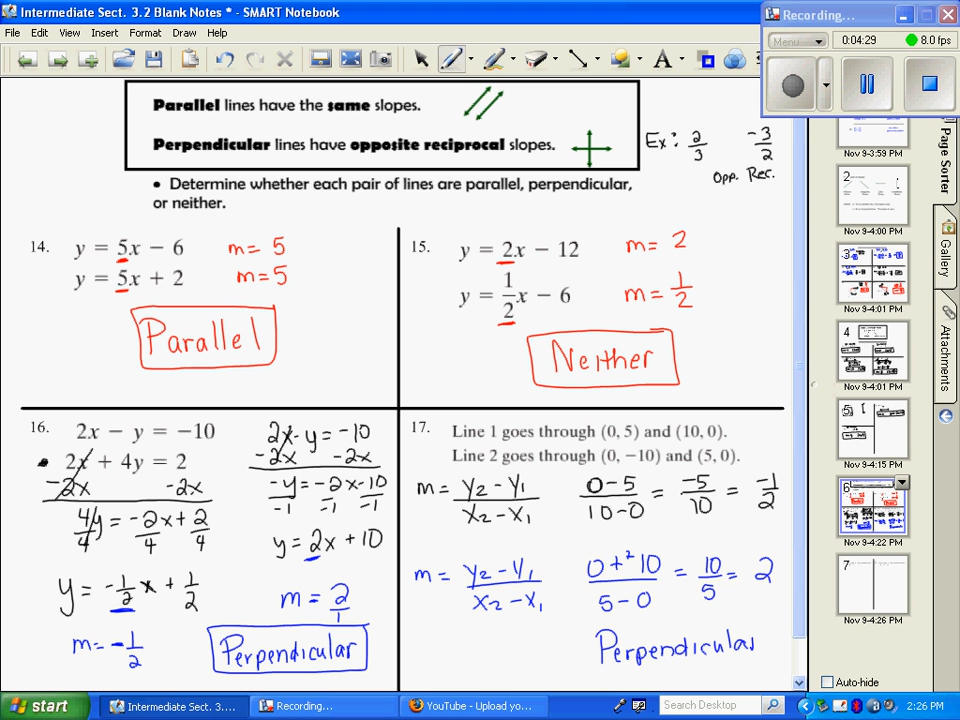 Intermediate Sect. 3.2 Blank Notes * - SMART Notebook
File Edit View Insert Format Draw Help
Recording...
Menu
0:04:29
8.0 fps
Parallel lines have the same slopes.
Perpendicular lines have opposite reciprocal slopes.
Ex: 2/3 -3/2
Opp. Rec.
• Determine whether each pair of lines are parallel, perpendicular,
or neither.
14. y = 5x − 6 m = 5
y = 5x + 2 m = 5
Parallel
15. y = 2x − 12 m = 2
y = 1/2 x − 6 m = 1/2
Neither
16. 2x − y = −10
2x + 4y = 2
-2x -2x
4y/4 = -2x/4 + 2/4
y = -1/2 x + 1/2
m = -1/2
2x - y = -10
-2x -2x
-y/-1 = -2x/-1 -10/-1
y = 2x + 10
m = 2/1
Perpendicular
17. Line 1 goes through (0, 5) and (10, 0).
Line 2 goes through (0, −10) and (5, 0).
m = y2 - y1 / x2 - x1 0 - 5 / 10 - 0 = -5/10 = -1/2
m = y2 - y1 / x2 - x1 0 + 10 / 5 - 0 = 10/5 = 2
Perpendicular
Page Sorter
Gallery
Attachments
Nov 9-3:59 PM
2
Nov 9-4:00 PM
3
Nov 9-4:01 PM
4
Nov 9-4:01 PM
5
Nov 9-4:15 PM
6
Nov 9-4:22 PM
7
Nov 9-4:26 PM
Auto-hide
start
Intermediate Sect. 3....
Recording...
YouTube - Upload yo...
Search Desktop
2:26 PM